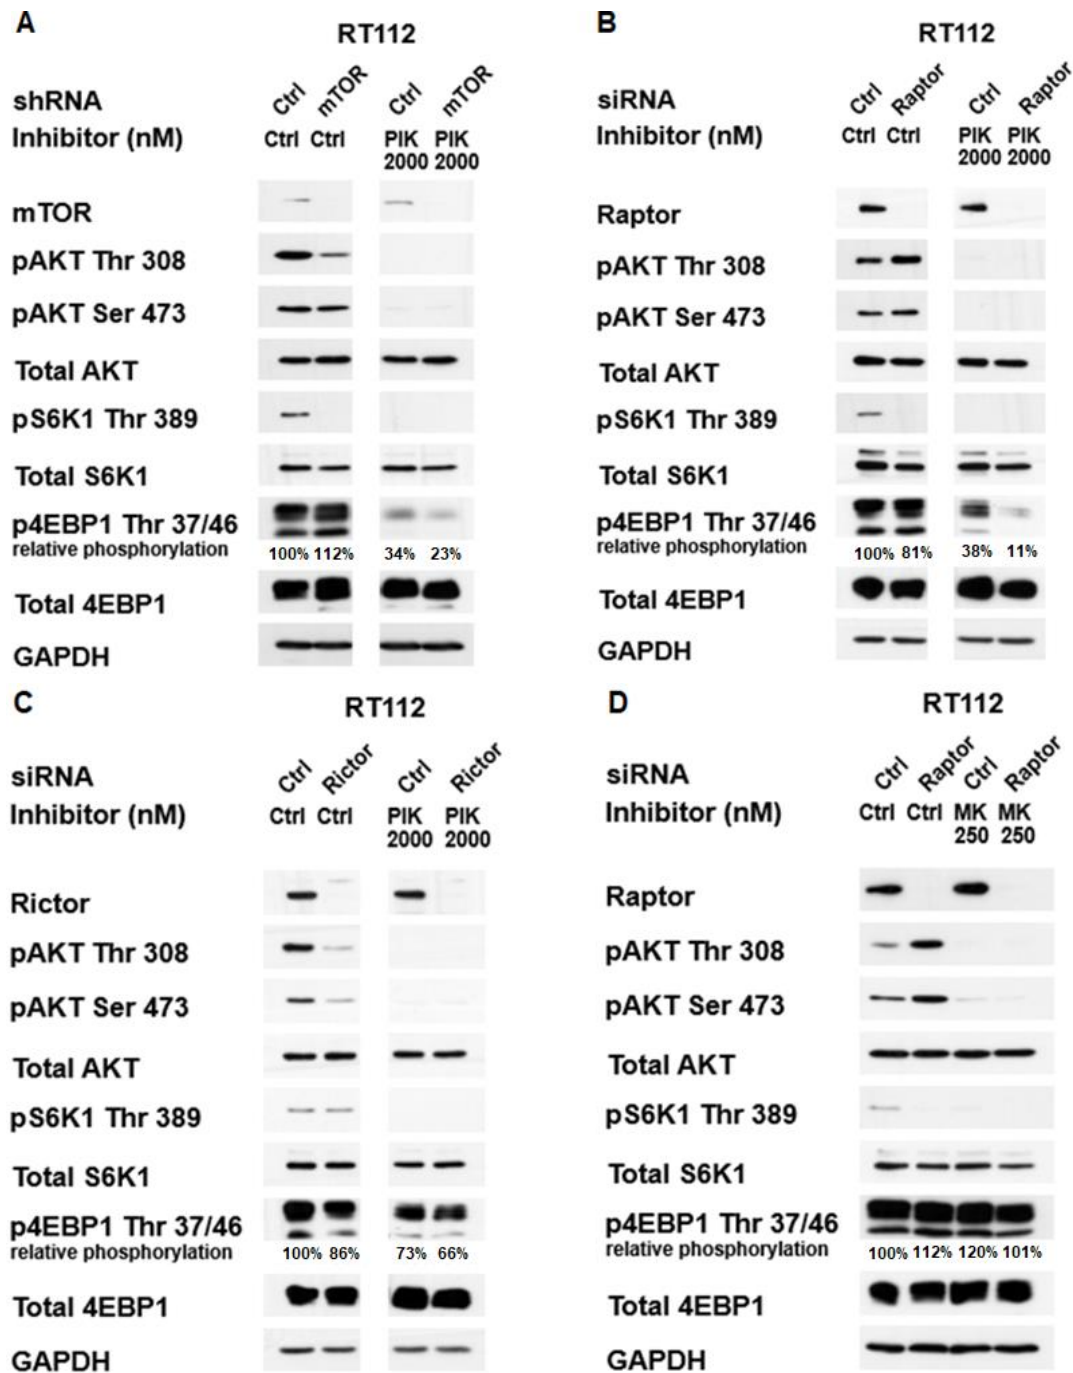 A
RT112
shRNA
Ctrl mTOR Ctrl mTOR
Inhibitor (nM)
Ctrl Ctrl PIK PIK
2000 2000
mTOR
pAKT Thr 308
pAKT Ser 473
Total AKT
pS6K1 Thr 389
Total S6K1
p4EBP1 Thr 37/46
relative phosphorylation
100% 112% 34% 23%
Total 4EBP1
GAPDH
B
RT112
siRNA
Ctrl Raptor Ctrl Raptor
Inhibitor (nM)
Ctrl Ctrl PIK PIK
2000 2000
Raptor
pAKT Thr 308
pAKT Ser 473
Total AKT
pS6K1 Thr 389
Total S6K1
p4EBP1 Thr 37/46
relative phosphorylation
100% 81% 38% 11%
Total 4EBP1
GAPDH
C
RT112
siRNA
Ctrl Rictor Ctrl Rictor
Inhibitor (nM)
Ctrl Ctrl PIK PIK
2000 2000
Rictor
pAKT Thr 308
pAKT Ser 473
Total AKT
pS6K1 Thr 389
Total S6K1
p4EBP1 Thr 37/46
relative phosphorylation
100% 86% 73% 66%
Total 4EBP1
GAPDH
D
RT112
siRNA
Ctrl Raptor Ctrl Raptor
Inhibitor (nM)
Ctrl Ctrl MK MK
250 250
Raptor
pAKT Thr 308
pAKT Ser 473
Total AKT
pS6K1 Thr 389
Total S6K1
p4EBP1 Thr 37/46
relative phosphorylation
100% 112% 120% 101%
Total 4EBP1
GAPDH